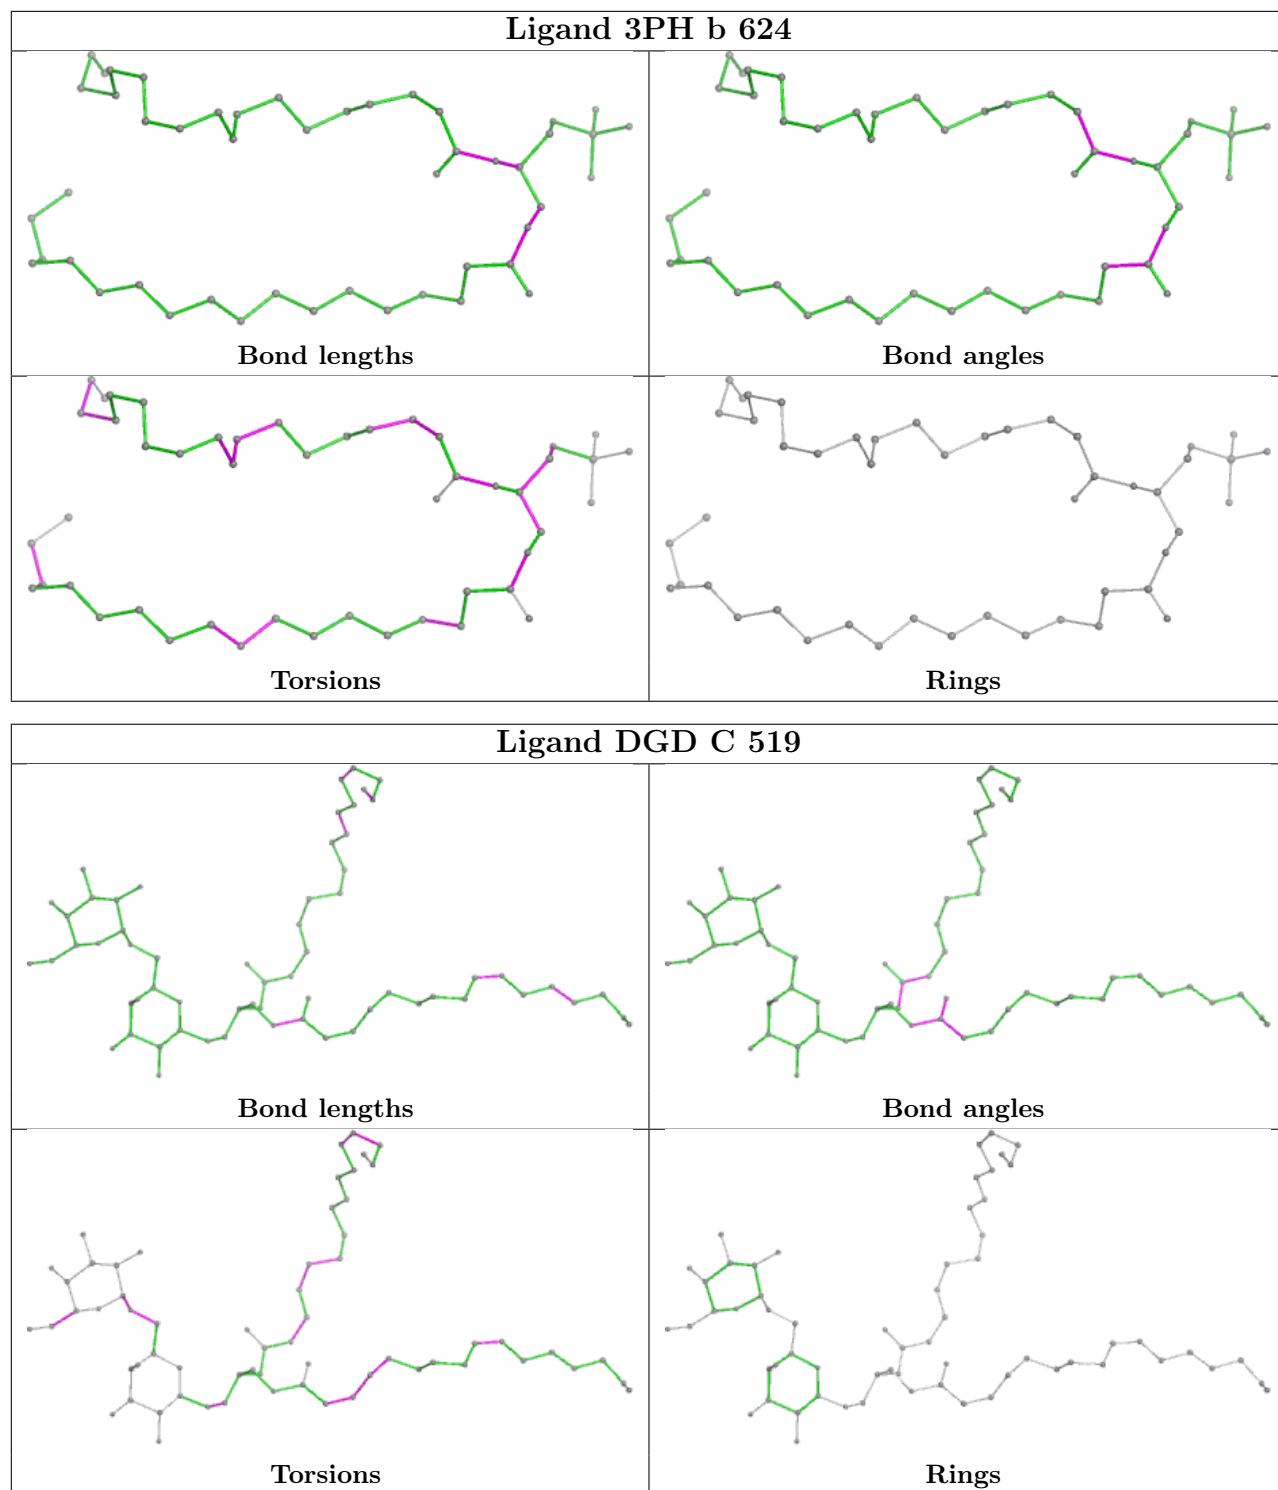 Ligand 3PH b 624
Bond lengths
Bond angles
Torsions
Rings
Ligand DGD C 519
Bond lengths
Bond angles
Torsions
Rings